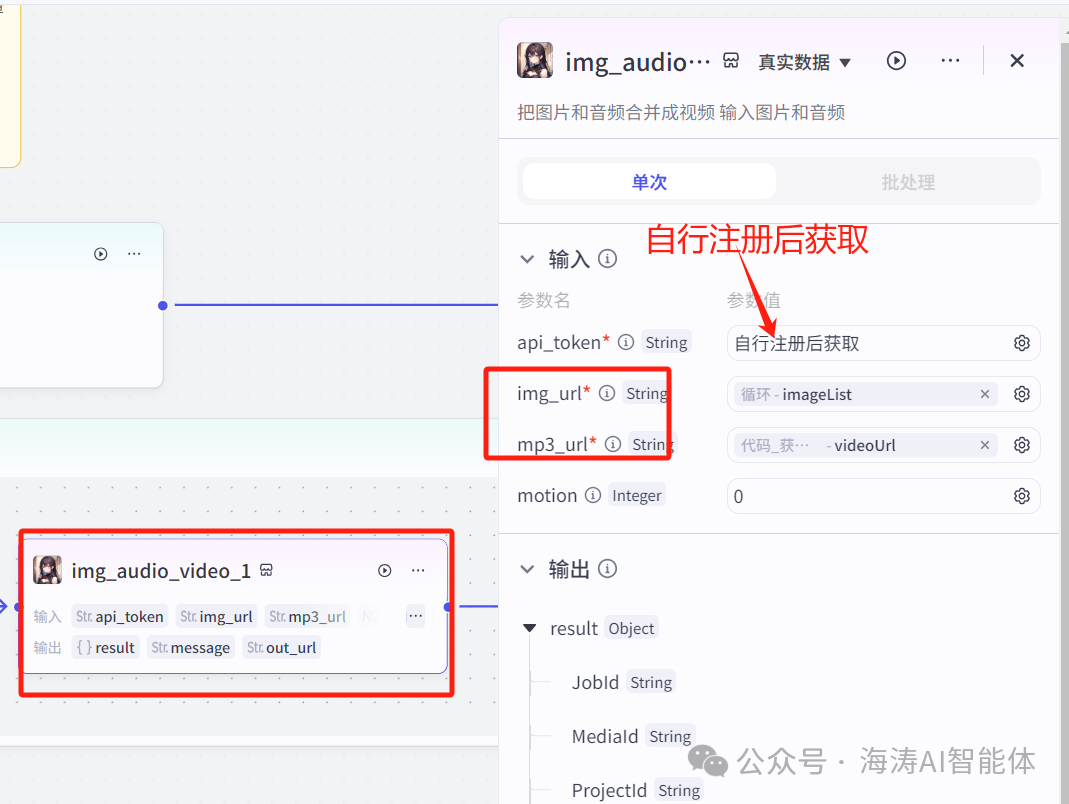 img_audio··· 真实数据
把图片和音频合并成视频 输入图片和音频
单次 批处理
自行注册后获取
输入
参数名 参数值
api_token* String 自行注册后获取
img_url* String 循环 - imageList
mp3_url* String 代码_获··· - videoUrl
motion Integer 0
输出
result Object
JobId String
MediaId String
ProjectId String
img_audio_video_1
输入 Str. api_token Str. img_url Str. mp3_url ···
输出 { } result Str. message Str. out_url
公众号 · 海涛AI智能体